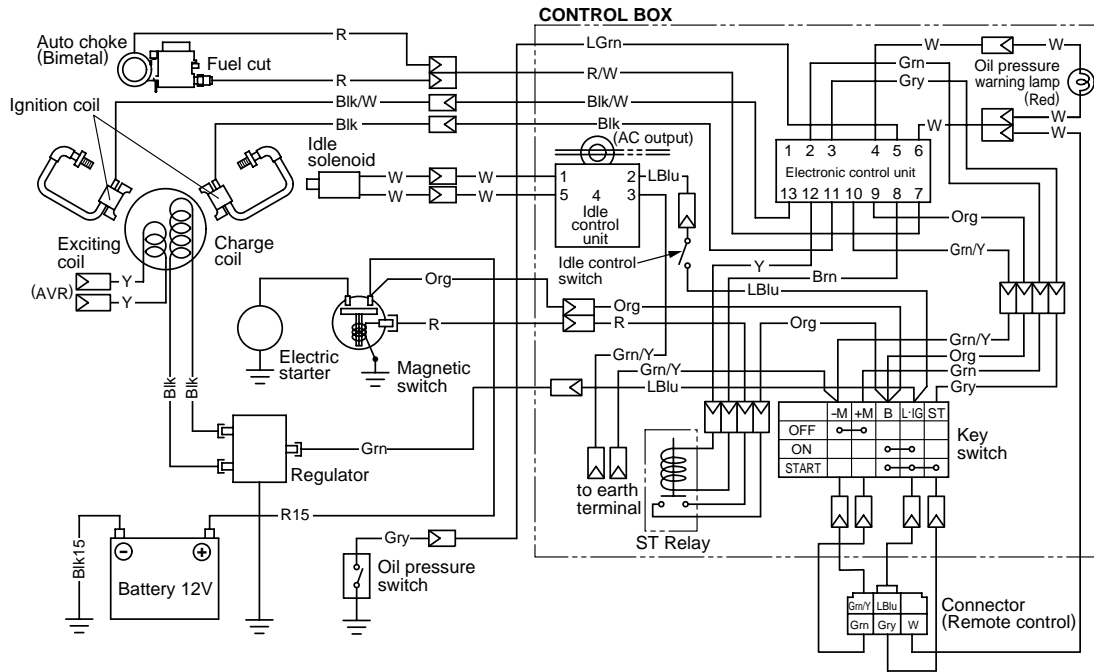 CONTROL BOX
Auto choke
(Bimetal)
Fuel cut
R
R
LGrn
R/W
W
W
Grn
Gry
Oil pressure
warning lamp
(Red)
W
W
W
Ignition coil
Blk/W
Blk/W
Blk
Blk
(AC output)
Idle
solenoid
W
W
W
W
1 2
5 4 3
Idle
control
unit
LBlu
1 2 3 4 5 6
Electronic control unit
13 12 11 10 9 8 7
Org
Grn/Y
Exciting
coil
Charge
coil
(AVR)
Y
Y
Idle control
switch
Y
Brn
LBlu
Org
Org
R
R
Org
Electric
starter
Magnetic
switch
Grn/Y
Grn/Y
LBlu
Grn/Y
Org
Grn
Gry
Blk
Blk
Grn
Regulator
-M +M B L·IG ST
OFF
ON
START
Key
switch
to earth
terminal
ST Relay
R15
Blk15
Battery 12V
Gry
Oil pressure
switch
Grn/Y LBlu
Grn Gry W
Connector
(Remote control)